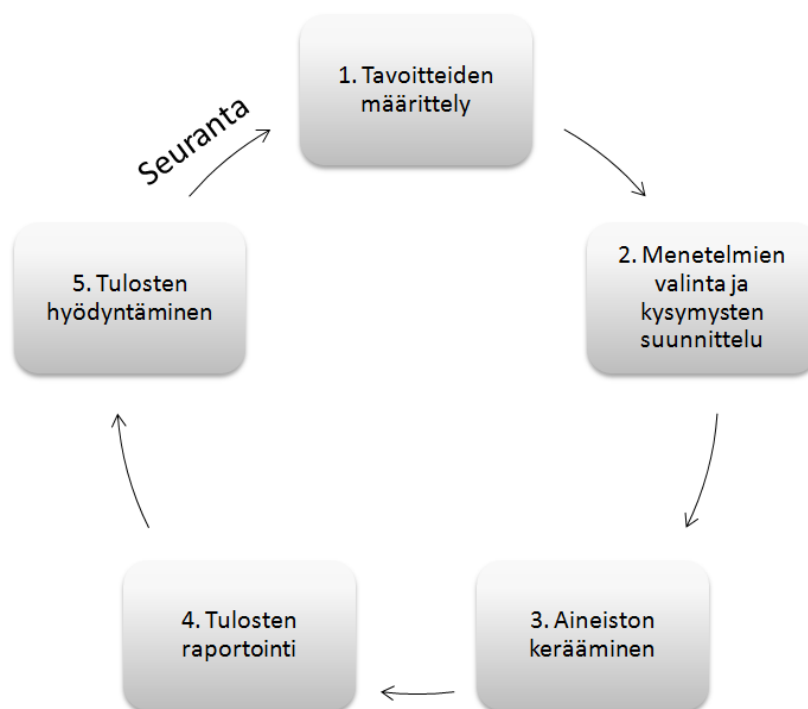 1. Tavoitteiden
määrittely
2. Menetelmien
valinta ja
kysymysten
suunnittelu
3. Aineiston
kerääminen
4. Tulosten
raportointi
5. Tulosten
hyödyntäminen
Seuranta